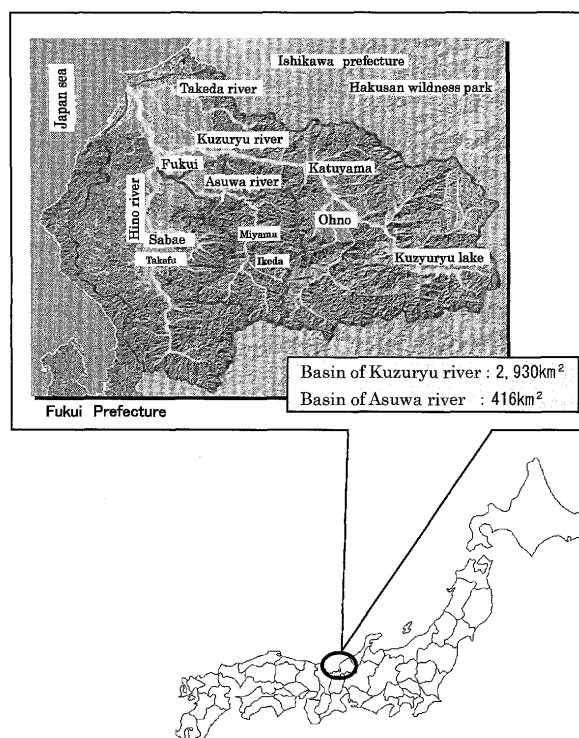 Ishikawa prefecture
Japan sea
Takeda river
Hakusan wildness park
Kuzuryu river
Fukui
Katuyama
Asuwa river
Hino river
Ohno
Miyama
Sabae
Takefu
Ikeda
Kuzyuryu lake
Basin of Kuzuryu river : 2,930km²
Basin of Asuwa river : 416km²
Fukui Prefecture